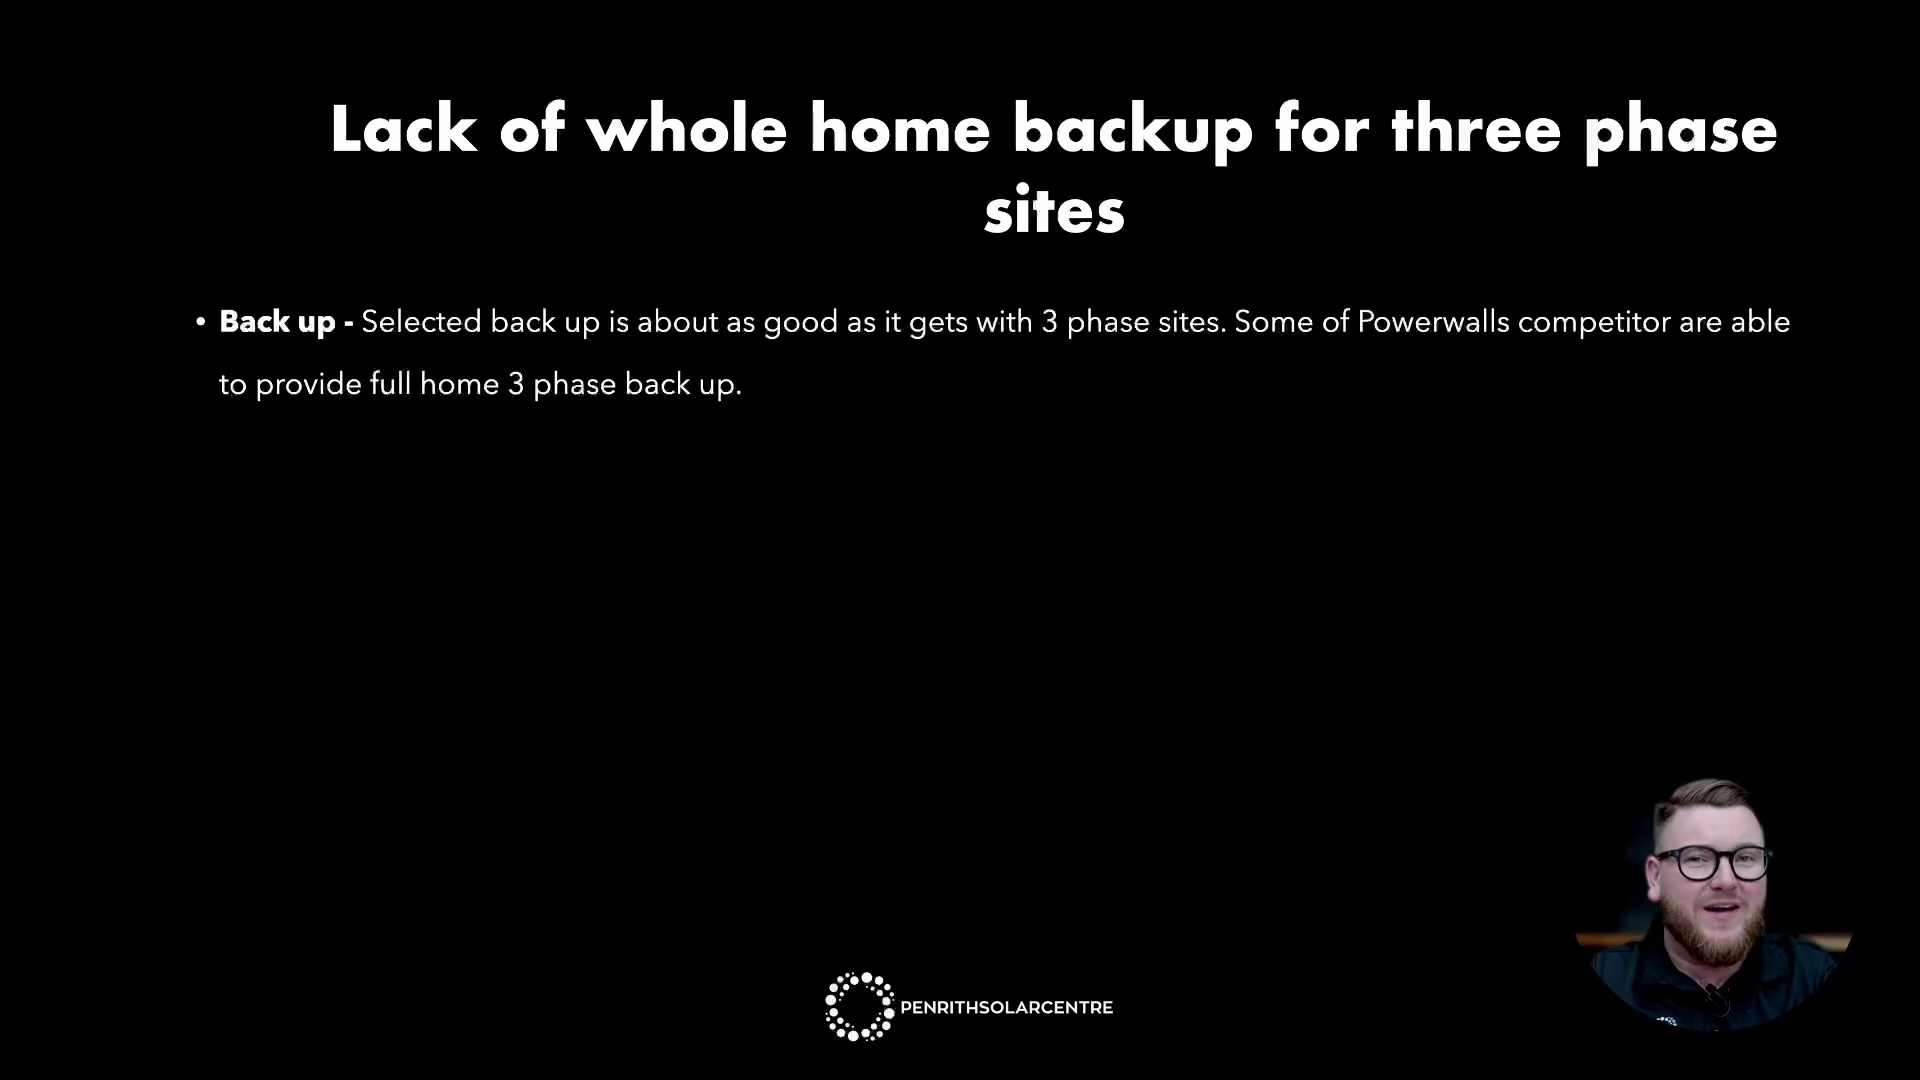 Lack of whole home backup for three phase
sites
• Back up - Selected back up is about as good as it gets with 3 phase sites. Some of Powerwalls competitor are able
to provide full home 3 phase back up.
PENRITHSOLARCENTRE